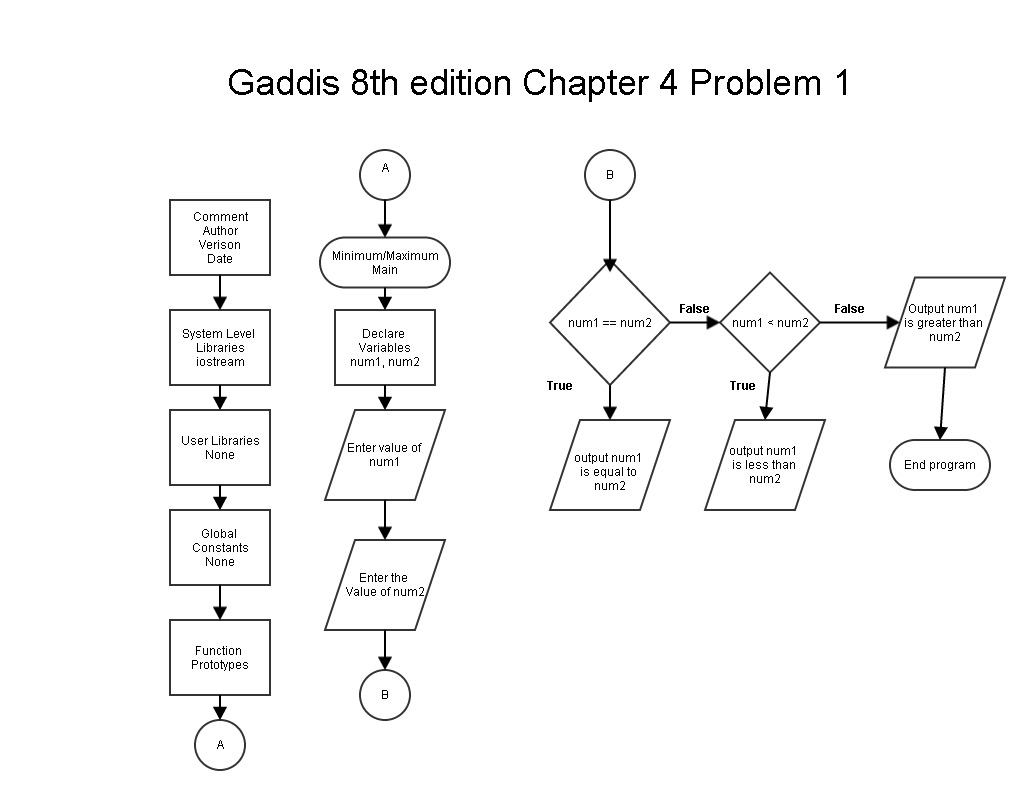 Gaddis 8th edition Chapter 4 Problem 1
Comment
Author
Verison
Date
System Level
Libraries
iostream
User Libraries
None
Global
Constants
None
Function
Prototypes
A
A
Minimum/Maximum
Main
Declare
Variables
num1, num2
Enter value of
num1
Enter the
Value of num2
B
B
num1 == num2
False
True
output num1
is equal to
num2
num1 < num2
False
True
output num1
is less than
num2
Output num1
is greater than
num2
End program